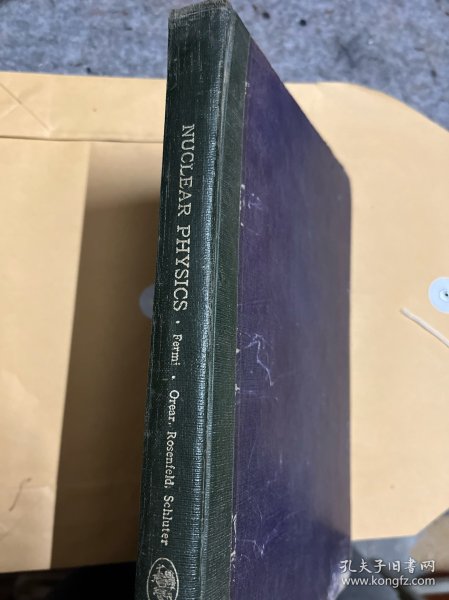 NUCLEAR PHYSICS · Fermi · Orear, Rosenfeld, Schluter
孔夫子旧书网
www.kongfz.com